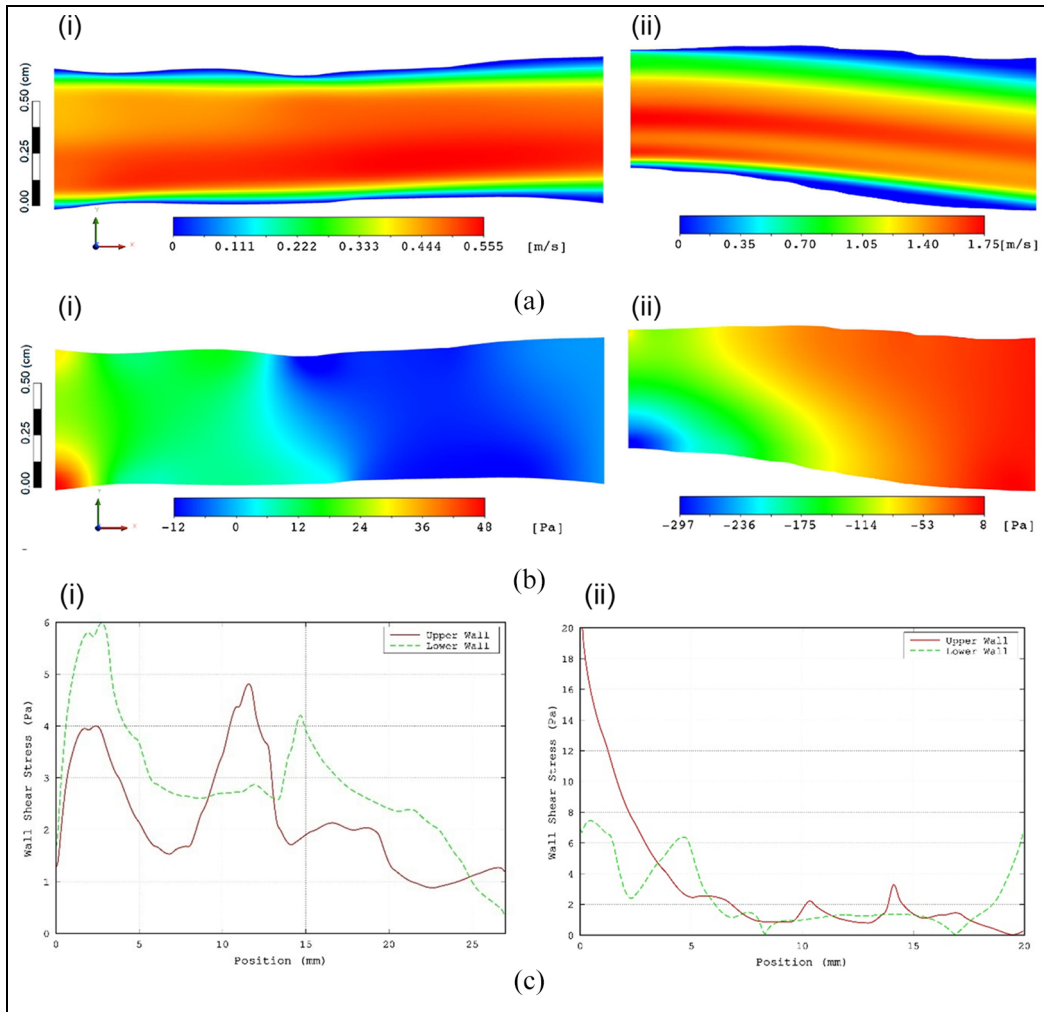 (i)
(ii)
0.00 0.25 0.50 (cm)
Y
X
0 0.111 0.222 0.333 0.444 0.555
[m/s]
0 0.35 0.70 1.05 1.40 1.75[m/s]
(a)
(i)
(ii)
0.00 0.25 0.50 (cm)
Y
X
-12 0 12 24 36 48
[Pa]
-297 -236 -175 -114 -53 8
[Pa]
(b)
(i)
(ii)
Upper Wall
Lower Wall
Wall Shear Stress (Pa)
6
5
4
3
2
1
0
0 5 10 15 20 25
Position (mm)
Upper Wall
Lower Wall
Wall Shear Stress (Pa)
20
18
16
14
12
10
8
6
4
2
0
0 5 10 15 20
Position (mm)
(c)